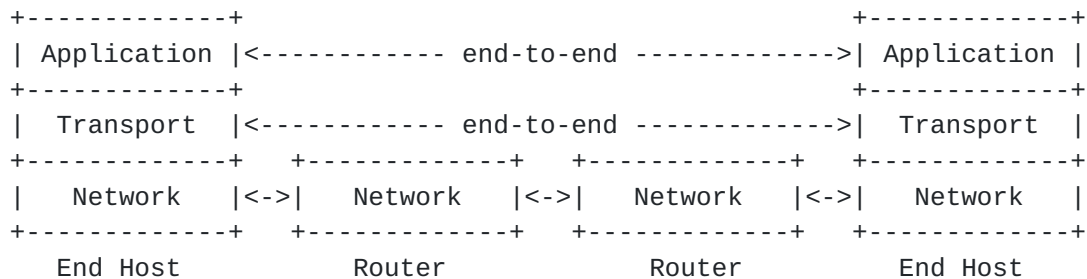 +-------------+                                       +-------------+
| Application |<------------ end-to-end ------------->| Application |
+-------------+                                       +-------------+
|  Transport  |<------------ end-to-end ------------->|  Transport  |
+-------------+   +-------------+   +-------------+   +-------------+
|   Network   |<->|   Network   |<->|   Network   |<->|   Network   |
+-------------+   +-------------+   +-------------+   +-------------+
   End Host           Router             Router           End Host